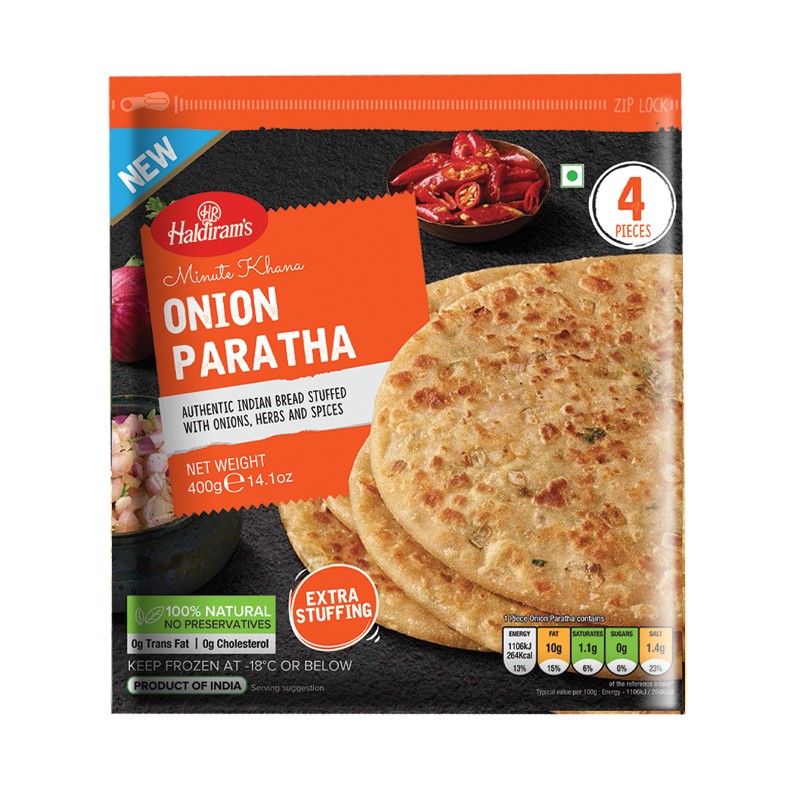 ZIP LOCK
NEW
HR
Haldiram's
4
PIECES
Minute Khana
ONION
PARATHA
AUTHENTIC INDIAN BREAD STUFFED
WITH ONIONS, HERBS AND SPICES
NET WEIGHT
400g℮14.1oz
EXTRA
STUFFING
100% NATURAL
NO PRESERVATIVES
0g Trans Fat | 0g Cholesterol
KEEP FROZEN AT -18°C OR BELOW
PRODUCT OF INDIA Serving suggestion
1 Piece Onion Paratha contains
ENERGY FAT SATURATES SUGARS SALT
1106kJ 10g 1.1g 0g 1.4g
264Kcal
13% 15% 6% 0% 23%
of the reference intake*
Typical value per 100g : Energy - 1106kJ / 264Kcal